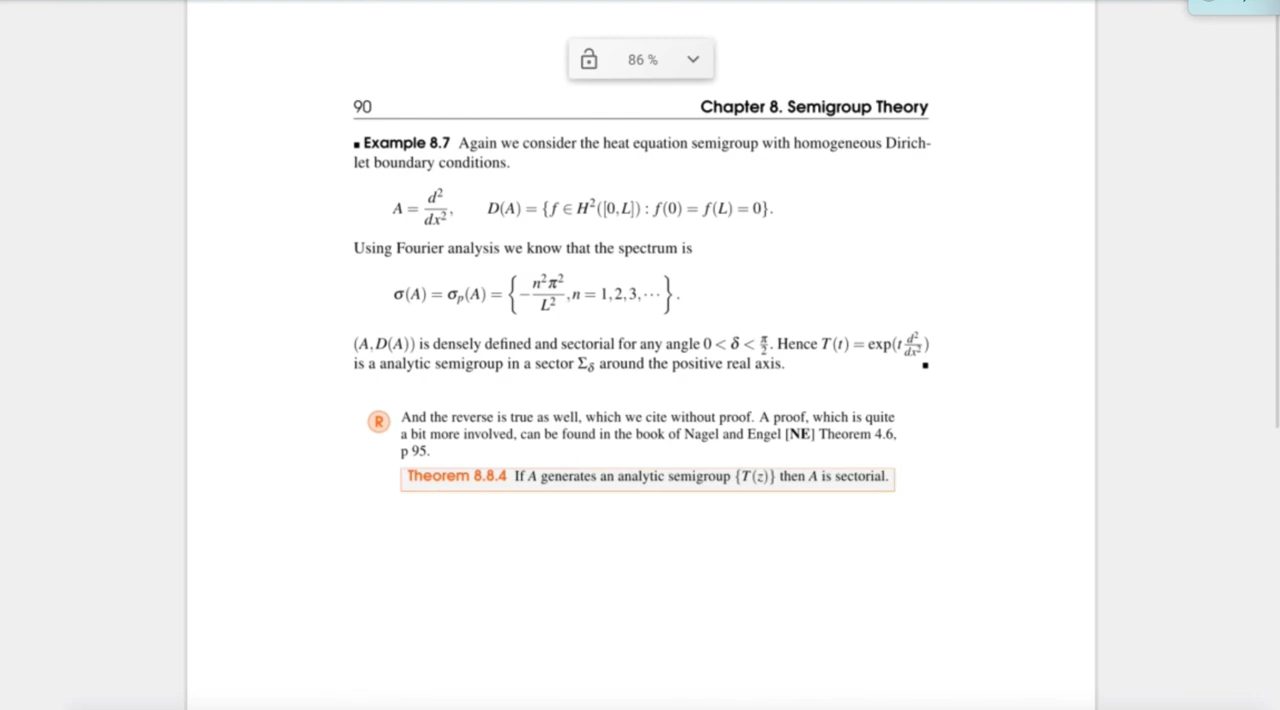 86 %
90 Chapter 8. Semigroup Theory
▪ Example 8.7 Again we consider the heat equation semigroup with homogeneous Dirich-
let boundary conditions.
A = d²/dx², D(A) = {f ∈ H²([0,L]) : f(0) = f(L) = 0}.
Using Fourier analysis we know that the spectrum is
σ(A) = σₚ(A) = { −n²π²/L², n = 1,2,3,⋯ }.
(A,D(A)) is densely defined and sectorial for any angle 0 < δ < π/2. Hence T(t) = exp(t d²/dx²)
is a analytic semigroup in a sector Σ_δ around the positive real axis. ▪
R And the reverse is true as well, which we cite without proof. A proof, which is quite
a bit more involved, can be found in the book of Nagel and Engel [NE] Theorem 4.6,
p 95.
Theorem 8.8.4 If A generates an analytic semigroup {T(z)} then A is sectorial.